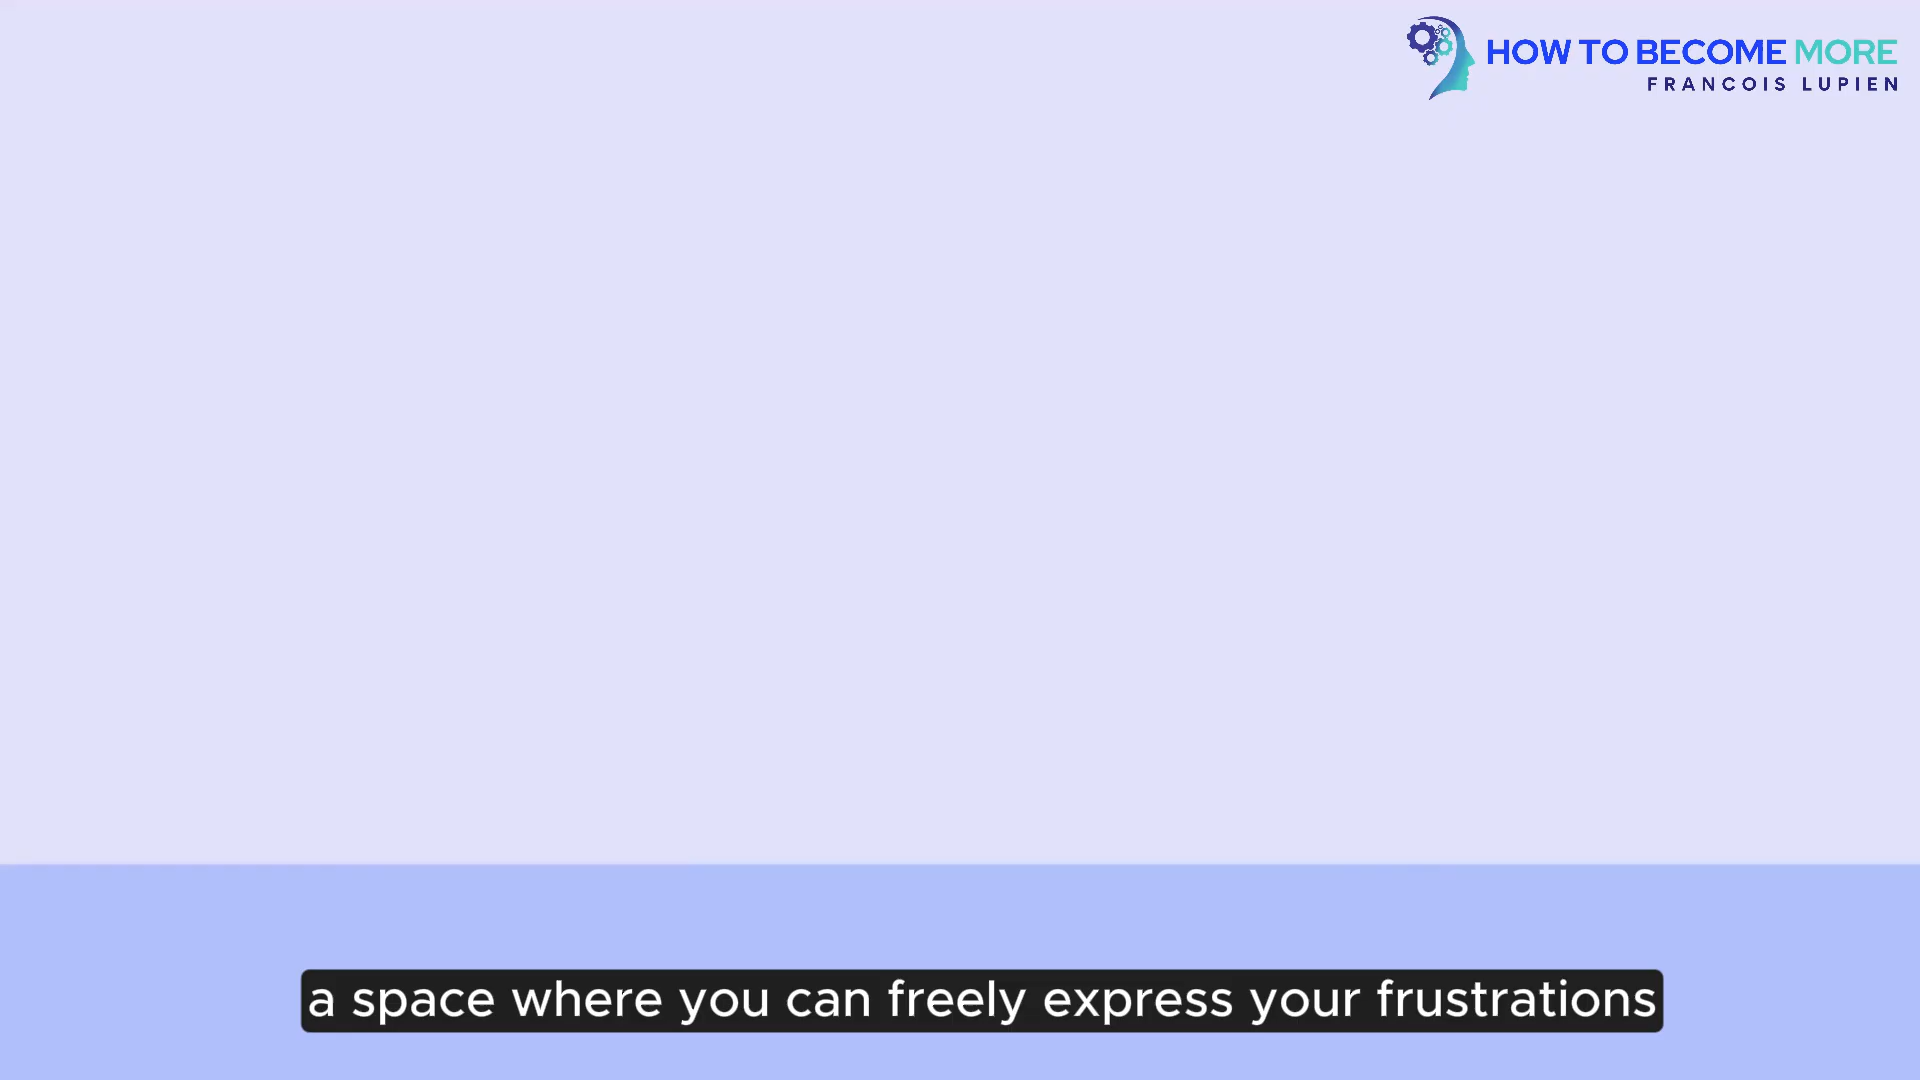 HOW TO BECOME MORE
FRANCOIS LUPIEN
a space where you can freely express your frustrations